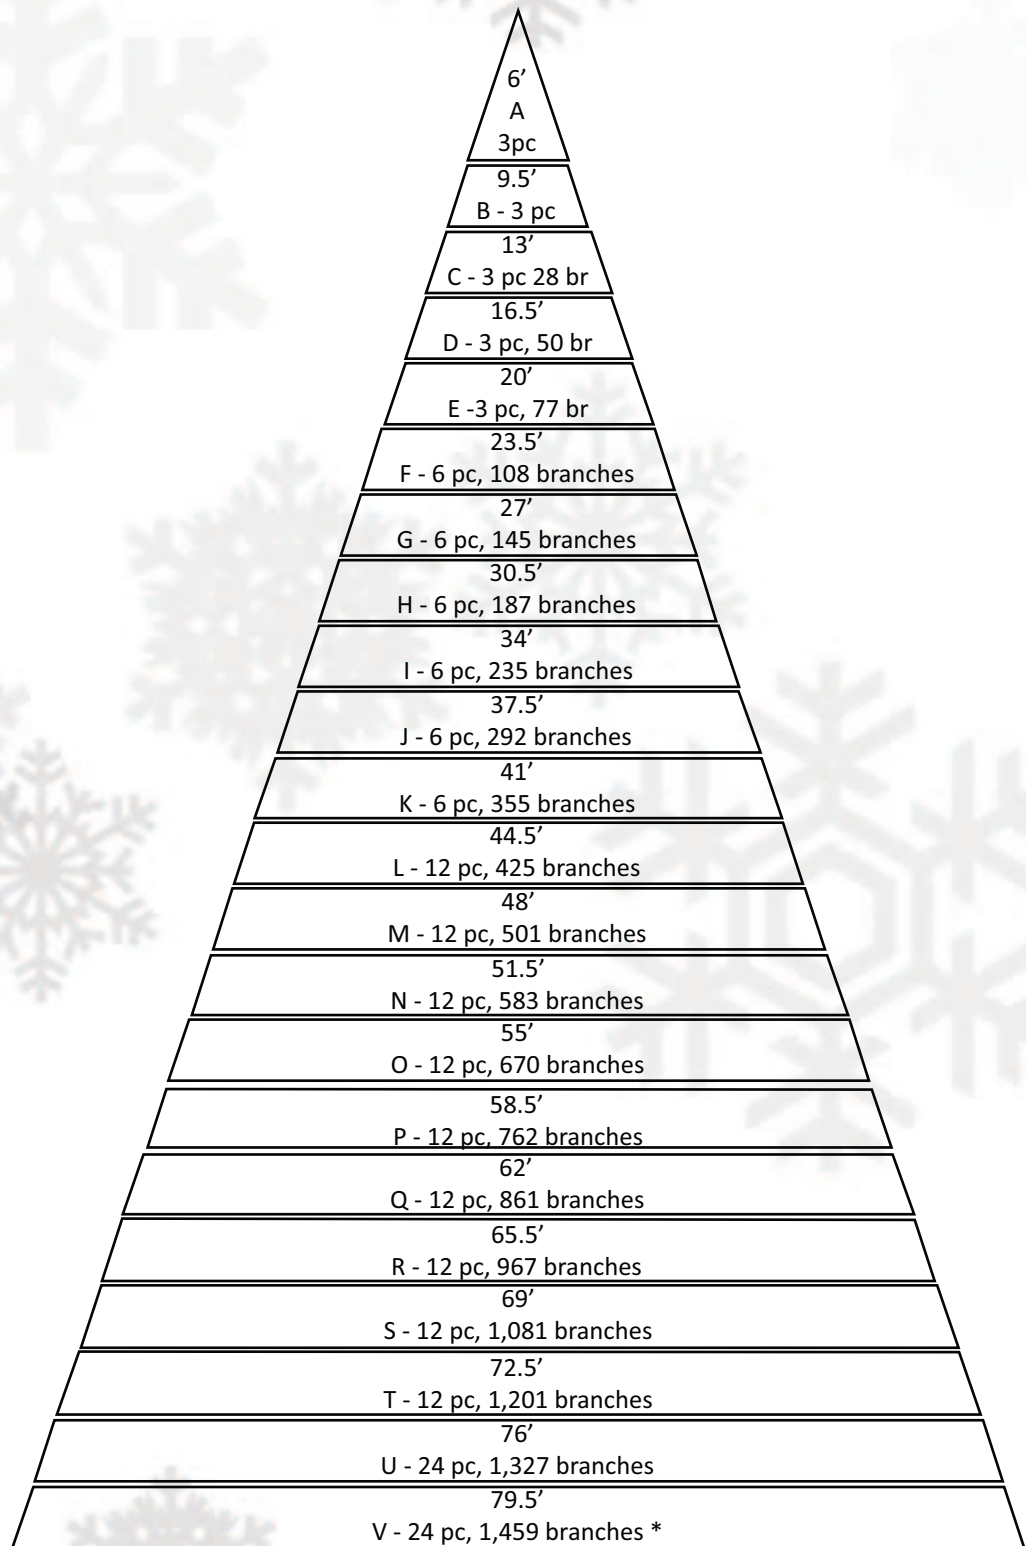 6’
A
3pc
9.5’
B - 3 pc
13’
C - 3 pc 28 br
16.5’
D - 3 pc, 50 br
20’
E -3 pc, 77 br
23.5’
F - 6 pc, 108 branches
27’
G - 6 pc, 145 branches
30.5’
H - 6 pc, 187 branches
34’
I - 6 pc, 235 branches
37.5’
J - 6 pc, 292 branches
41’
K - 6 pc, 355 branches
44.5’
L - 12 pc, 425 branches
48’
M - 12 pc, 501 branches
51.5’
N - 12 pc, 583 branches
55’
O - 12 pc, 670 branches
58.5’
P - 12 pc, 762 branches
62’
Q - 12 pc, 861 branches
65.5’
R - 12 pc, 967 branches
69’
S - 12 pc, 1,081 branches
72.5’
T - 12 pc, 1,201 branches
76’
U - 24 pc, 1,327 branches
79.5’
V - 24 pc, 1,459 branches *